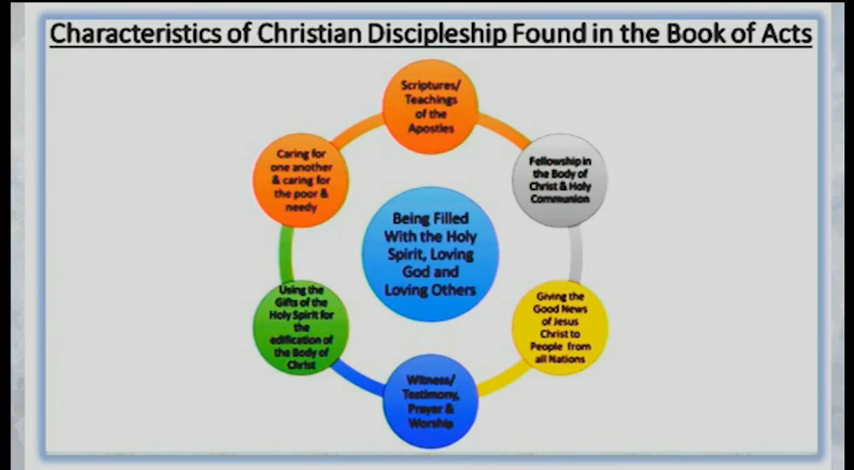 Characteristics of Christian Discipleship Found in the Book of Acts
Scriptures/
Teachings
of the
Apostles
Fellowship in
the Body of
Christ & Holy
Communion
Giving the
Good News
of Jesus
Christ to
People from
all Nations
Witness/
Testimony,
Prayer &
Worship
Using the
Gifts of the
Holy Spirit for
the
edification of
the Body of
Christ
Caring for
one another
& caring for
the poor &
needy
Being Filled
With the Holy
Spirit, Loving
God and
Loving Others